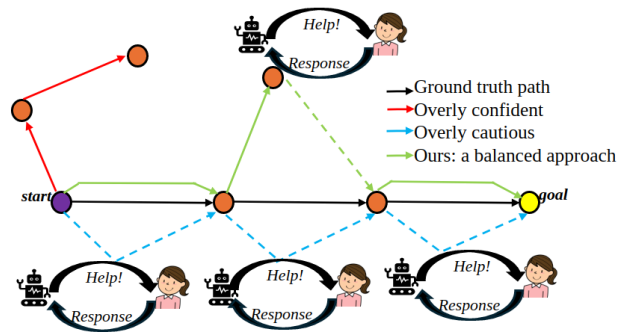 Help!
Response
Ground truth path
Overly confident
Overly cautious
Ours: a balanced approach
start
goal
Help!
Response
Help!
Response
Help!
Response